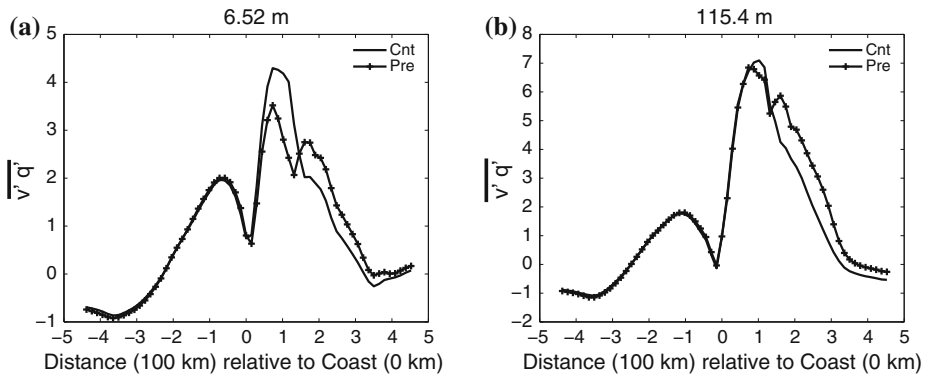 (a)
6.52 m
5
4
3
2
1
0
−1
v' q'
Cnt
Pre
−5 −4 −3 −2 −1 0 1 2 3 4 5
Distance (100 km) relative to Coast (0 km)
(b)
115.4 m
8
7
6
5
4
3
2
1
0
−1
−2
v' q'
Cnt
Pre
−5 −4 −3 −2 −1 0 1 2 3 4 5
Distance (100 km) relative to Coast (0 km)